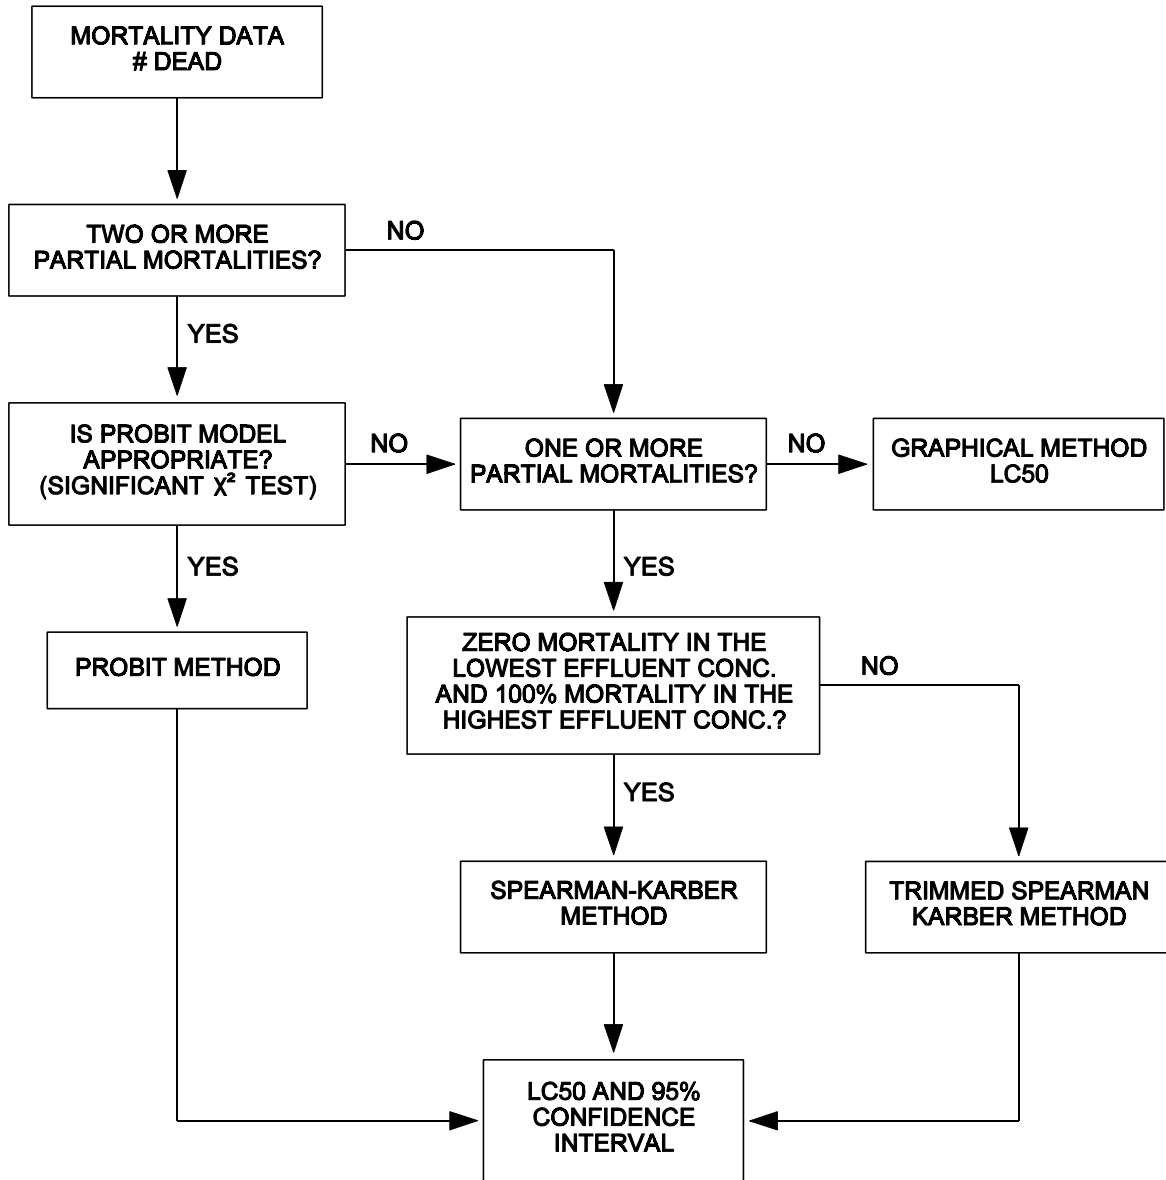 MORTALITY DATA
# DEAD
TWO OR MORE
PARTIAL MORTALITIES?
NO
YES
IS PROBIT MODEL
APPROPRIATE?
(SIGNIFICANT χ² TEST)
NO
ONE OR MORE
PARTIAL MORTALITIES?
NO
GRAPHICAL METHOD
LC50
YES
YES
PROBIT METHOD
ZERO MORTALITY IN THE
LOWEST EFFLUENT CONC.
AND 100% MORTALITY IN THE
HIGHEST EFFLUENT CONC.?
NO
YES
SPEARMAN-KARBER
METHOD
TRIMMED SPEARMAN
KARBER METHOD
LC50 AND 95%
CONFIDENCE
INTERVAL